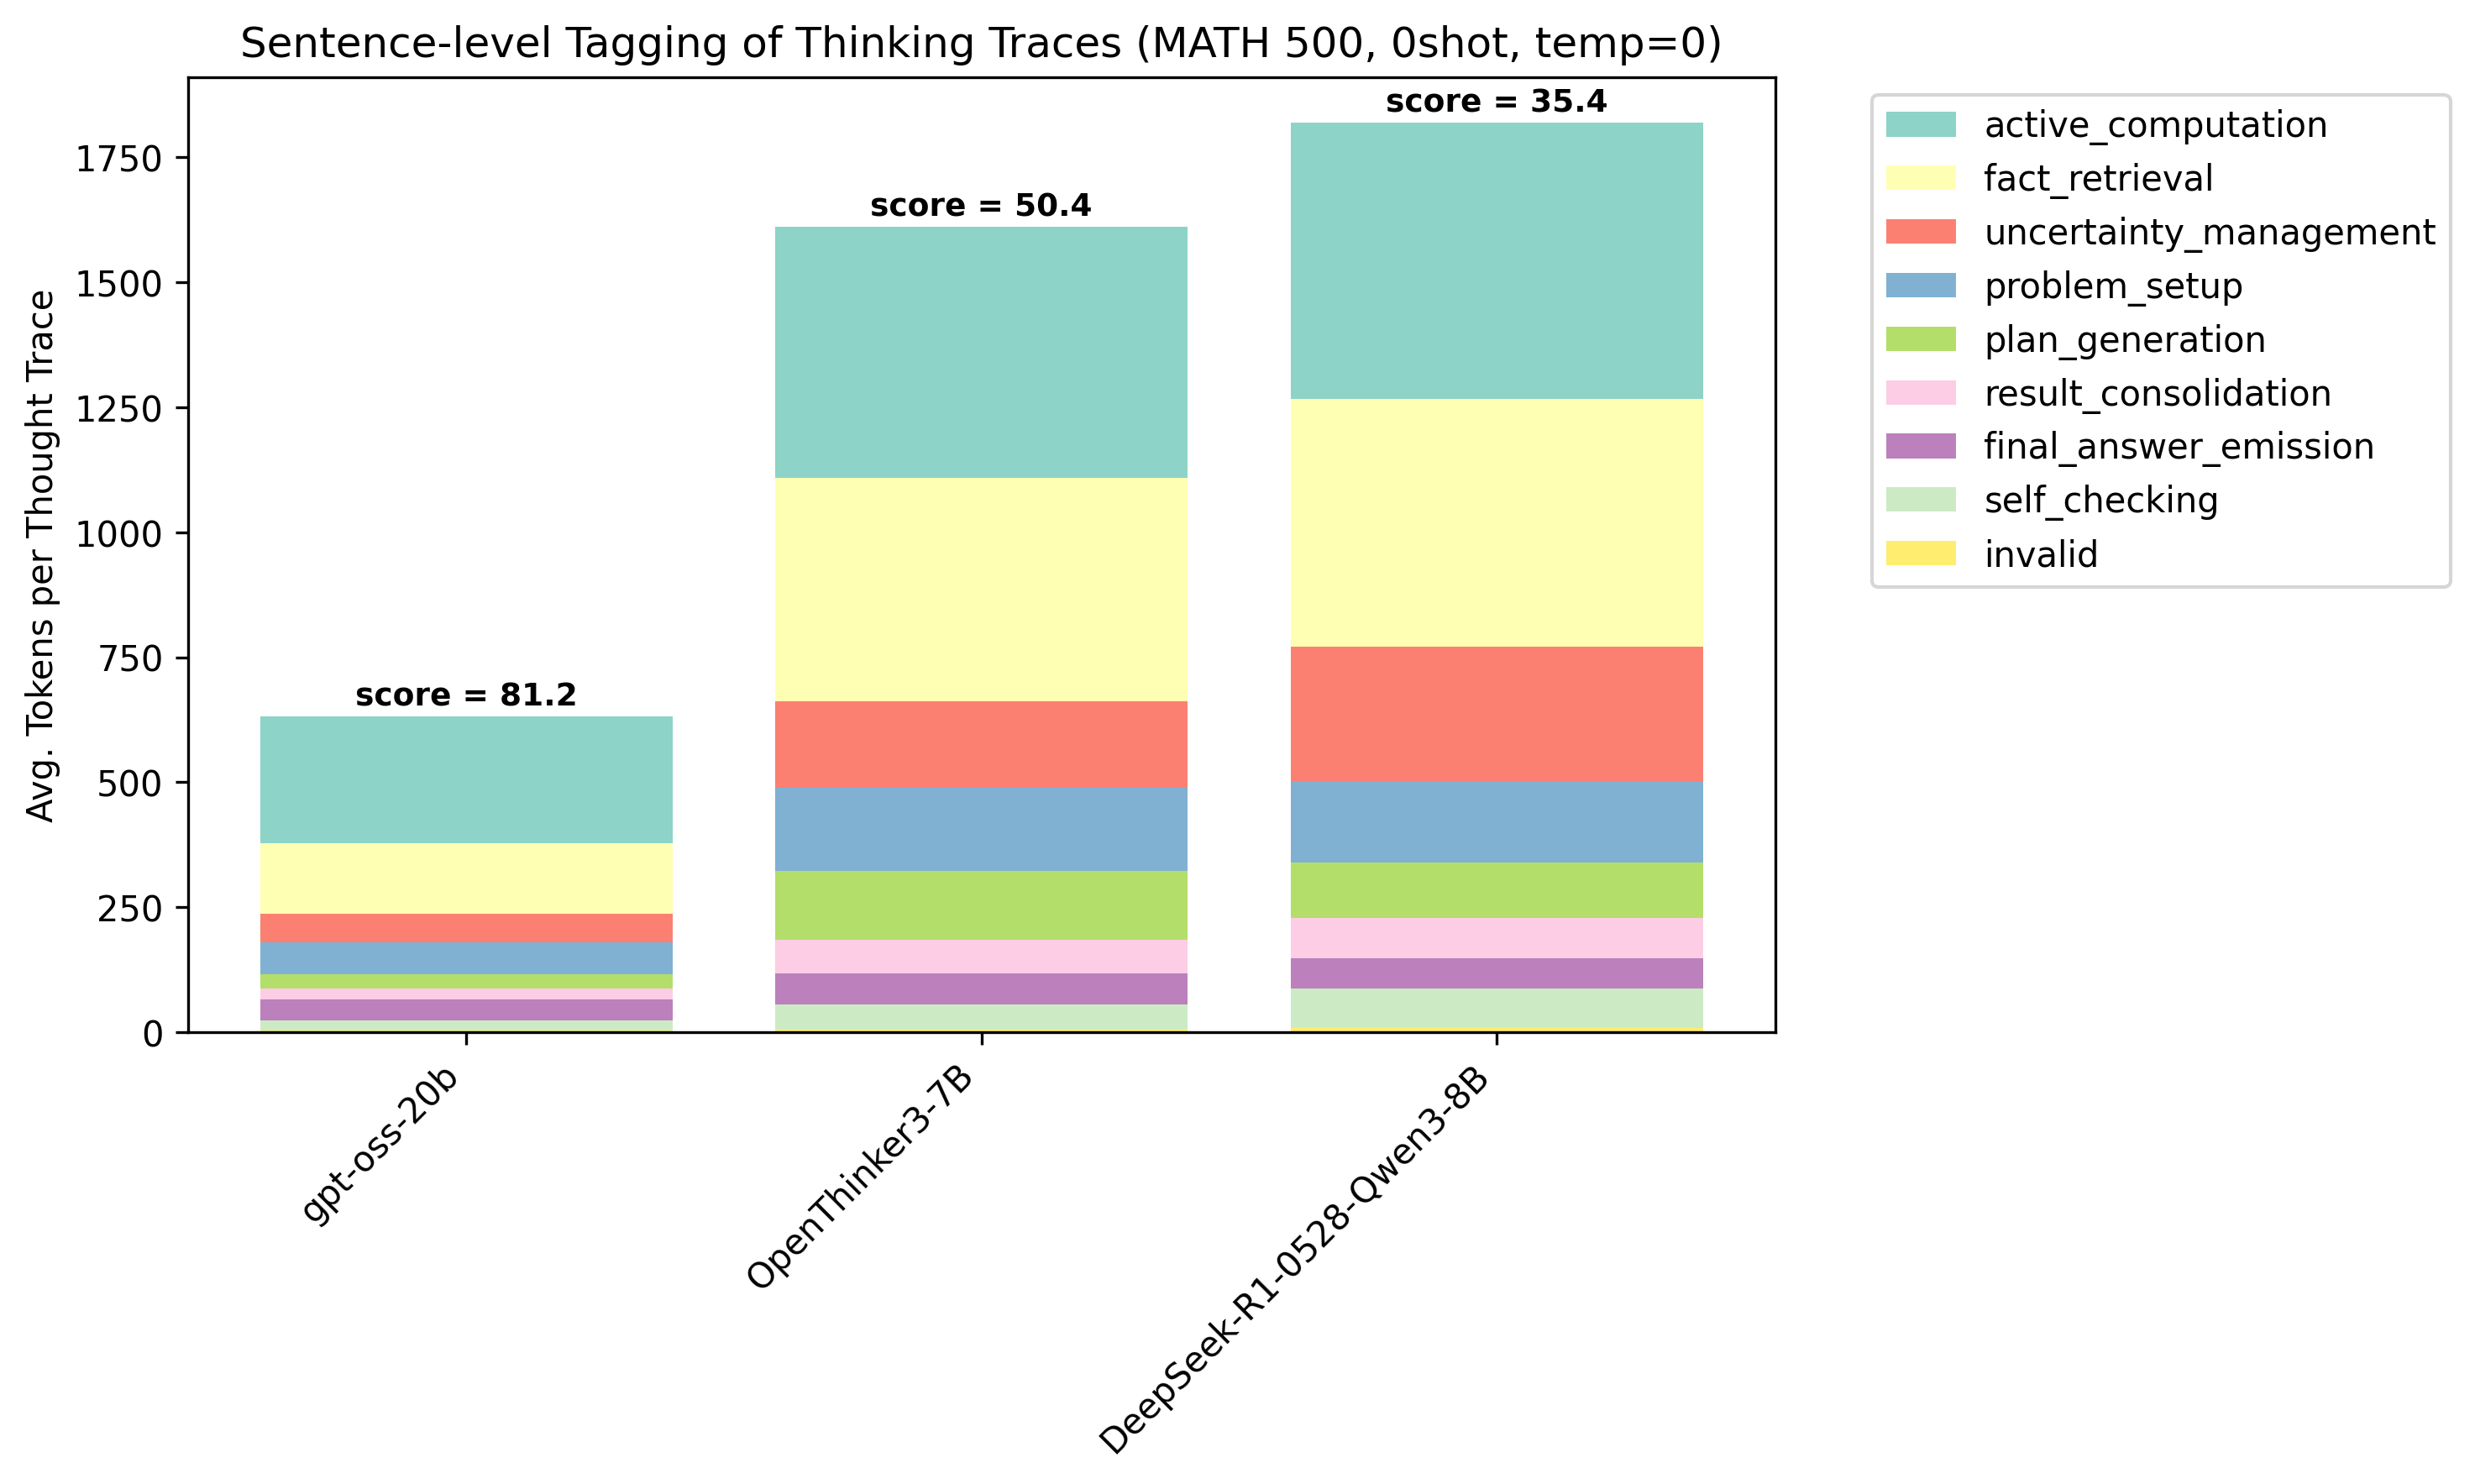 Sentence-level Tagging of Thinking Traces (MATH 500, 0shot, temp=0)
Avg. Tokens per Thought Trace
1750
1500
1250
1000
750
500
250
0
score = 81.2
score = 50.4
score = 35.4
gpt-oss-20b
OpenThinker3-7B
DeepSeek-R1-0528-Qwen3-8B
active_computation
fact_retrieval
uncertainty_management
problem_setup
plan_generation
result_consolidation
final_answer_emission
self_checking
invalid